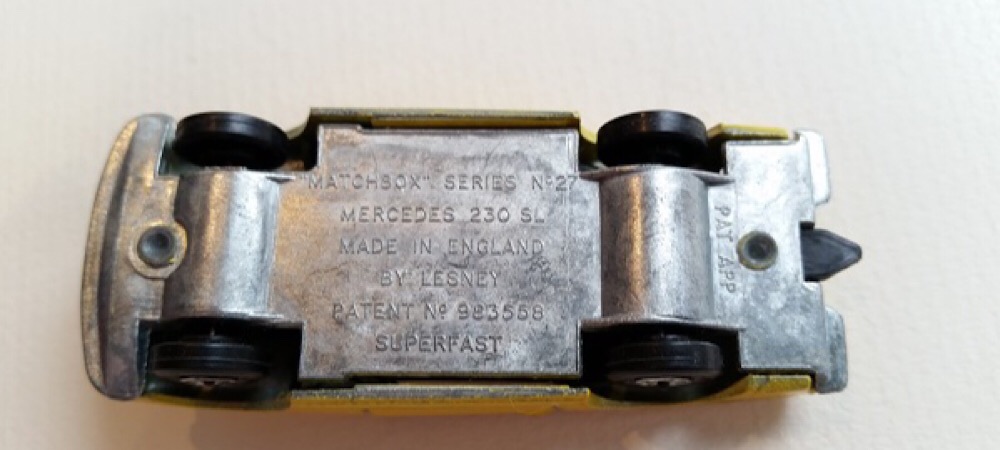 "MATCHBOX" SERIES Nº27
MERCEDES 230 SL
MADE IN ENGLAND
BY LESNEY
PATENT Nº 983558
SUPERFAST
PAT APP